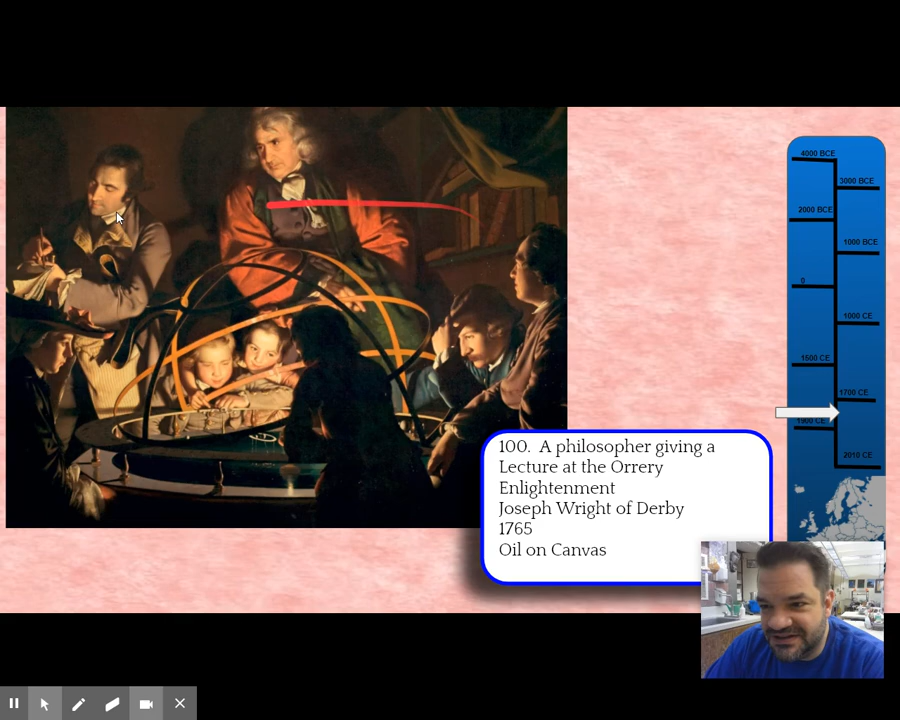 4000 BCE
3000 BCE
2000 BCE
1000 BCE
0
1000 CE
1500 CE
1700 CE
1900 CE
2010 CE
100.  A philosopher giving a
Lecture at the Orrery
Enlightenment
Joseph Wright of Derby
1765
Oil on Canvas